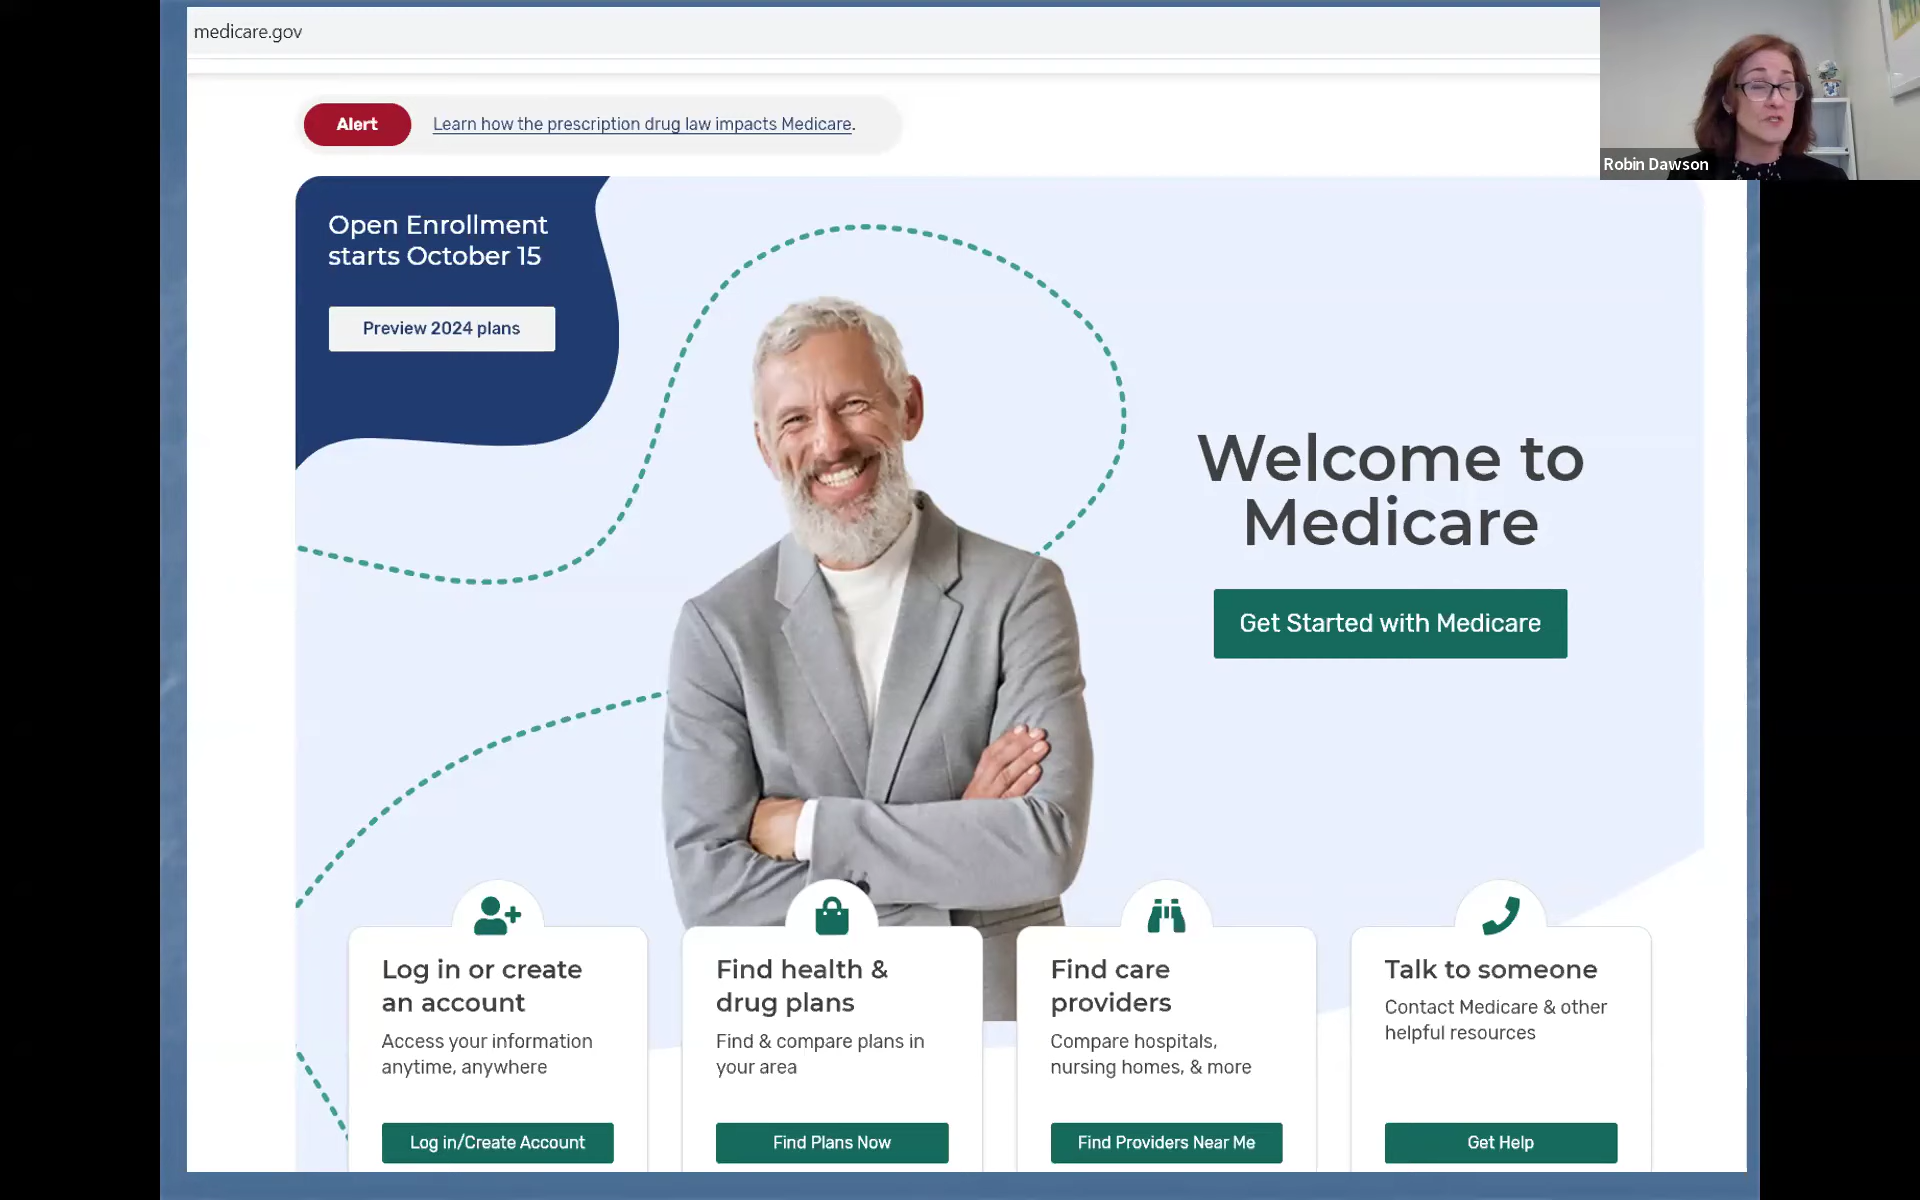 medicare.gov
Robin Dawson
Alert
Learn how the prescription drug law impacts Medicare.
Open Enrollment
starts October 15
Preview 2024 plans
Welcome to
Medicare
Get Started with Medicare
Log in or create
an account
Access your information
anytime, anywhere
Log in/Create Account
Find health &
drug plans
Find & compare plans in
your area
Find Plans Now
Find care
providers
Compare hospitals,
nursing homes, & more
Find Providers Near Me
Talk to someone
Contact Medicare & other
helpful resources
Get Help